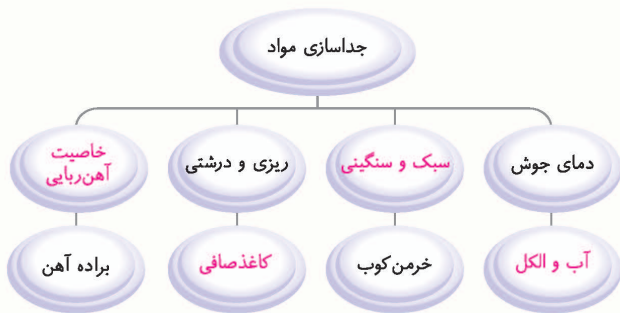 جداسازی مواد
دمای جوش
سبک و سنگینی
ریزی و درشتی
خاصیت
آهن‌ربایی
آب و الکل
خرمن‌کوب
کاغذصافی
براده آهن